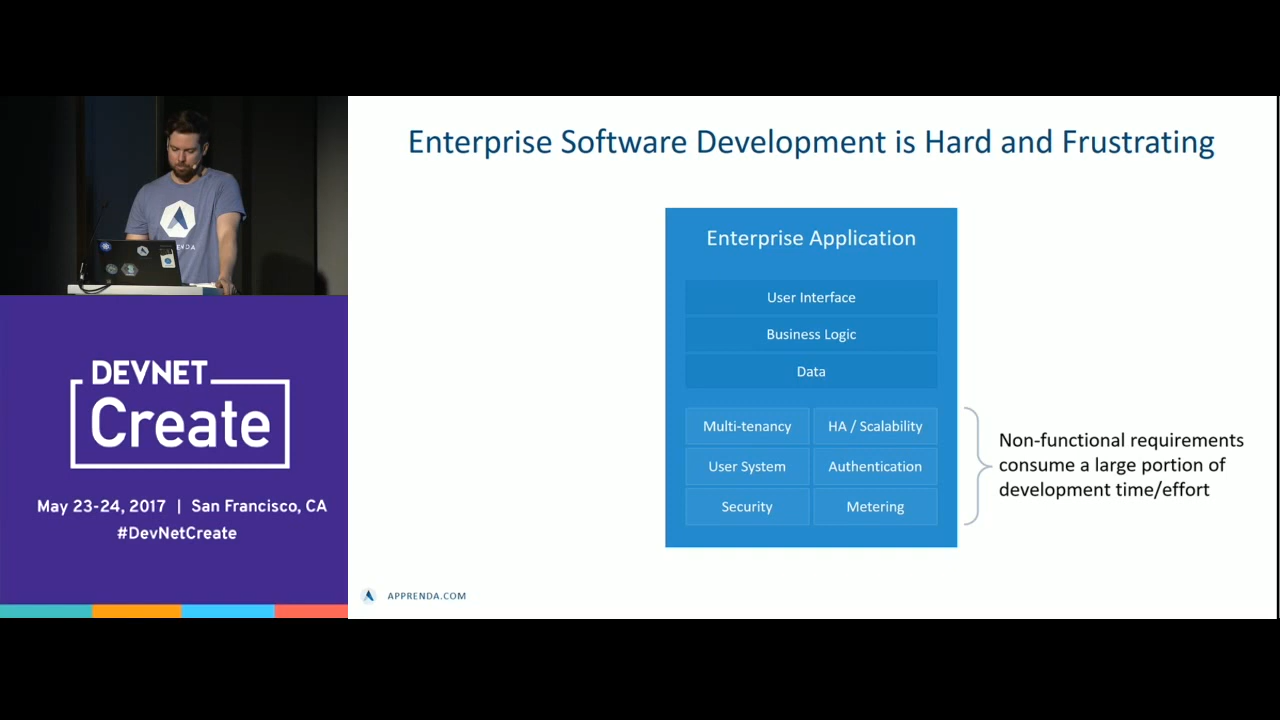 Enterprise Software Development is Hard and Frustrating
Enterprise Application
User Interface
Business Logic
Data
Multi-tenancy
HA / Scalability
User System
Authentication
Security
Metering
Non-functional requirements
consume a large portion of
development time/effort
APPRENDA.COM
DEVNET
Create
May 23-24, 2017 | San Francisco, CA
#DevNetCreate